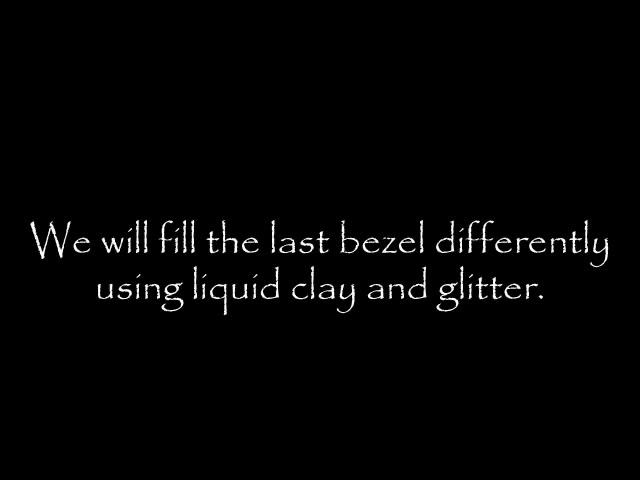 We will fill the last bezel differently
using liquid clay and glitter.